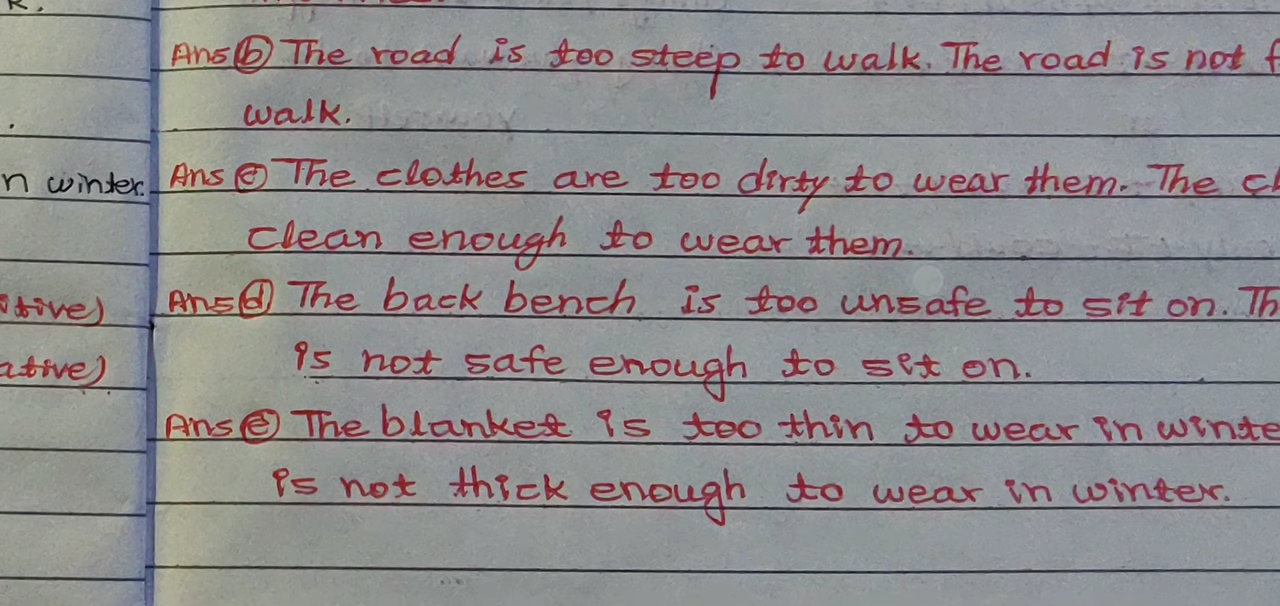 Ans (b) The road is too steep to walk. The road is not
walk.
n winter. Ans (c) The clothes are too dirty to wear them. The
clean enough to wear them.
itive) Ans (d) The back bench is too unsafe to sit on.
ative) is not safe enough to sit on.
Ans (e) The blanket is too thin to wear in winte
is not thick enough to wear in winter.